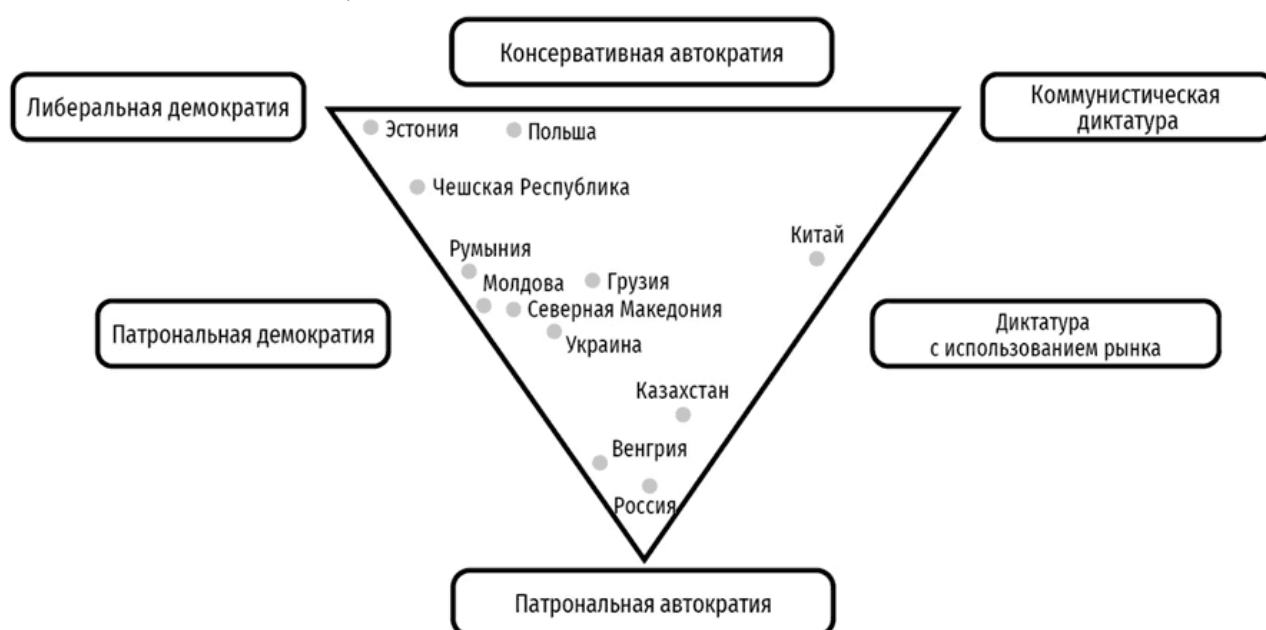 Консервативная автократия
Либеральная демократия
Коммунистическая
диктатура
Эстония
Польша
Чешская Республика
Китай
Румыния
Молдова
Грузия
Северная Македония
Украина
Патрональная демократия
Диктатура
с использованием рынка
Казахстан
Венгрия
Россия
Патрональная автократия